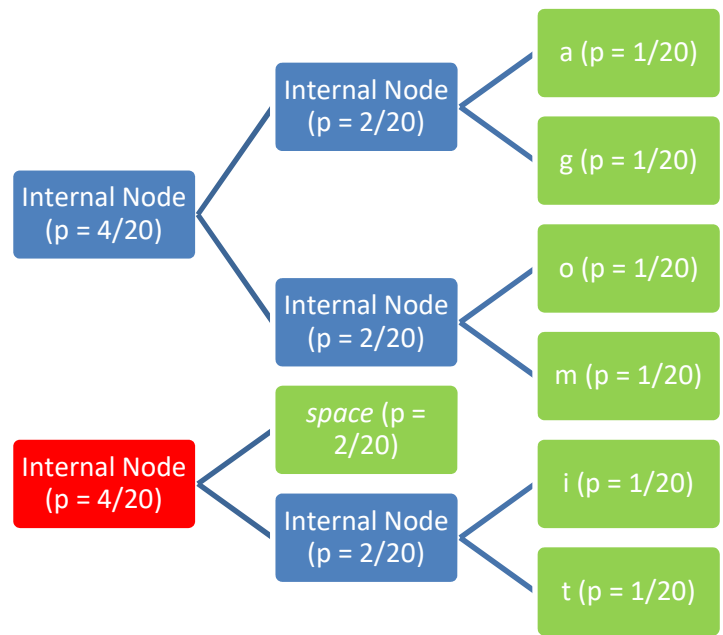 Internal Node
(p = 4/20)
Internal Node
(p = 2/20)
a (p = 1/20)
g (p = 1/20)
Internal Node
(p = 2/20)
o (p = 1/20)
m (p = 1/20)
Internal Node
(p = 4/20)
space (p =
2/20)
Internal Node
(p = 2/20)
i (p = 1/20)
t (p = 1/20)